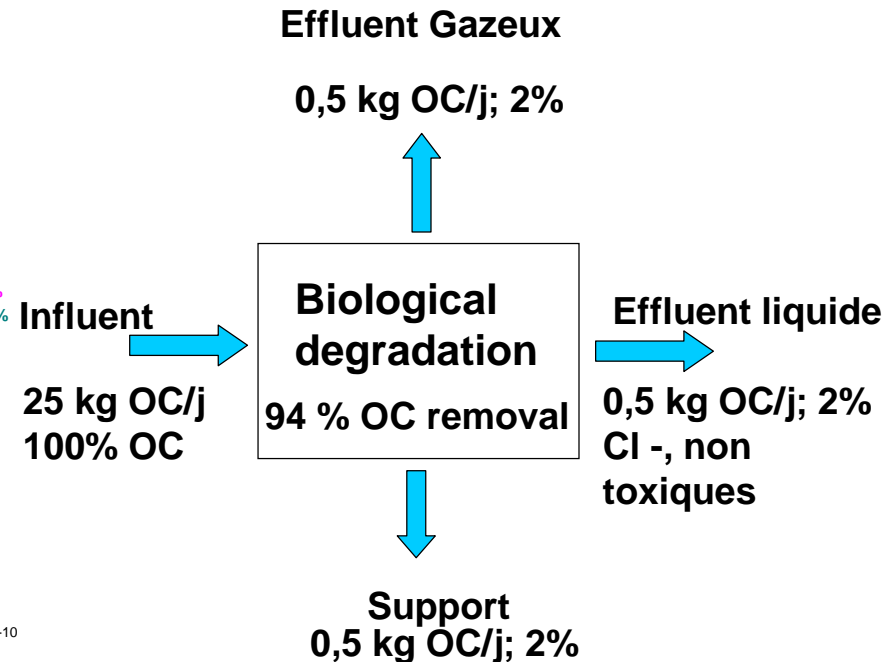 Effluent Gazeux
0,5 kg OC/j; 2%
Influent
25 kg OC/j
100% OC
Biological
degradation
94 % OC removal
Effluent liquide
0,5 kg OC/j; 2%
Cl -, non
toxiques
Support
0,5 kg OC/j; 2%
-10